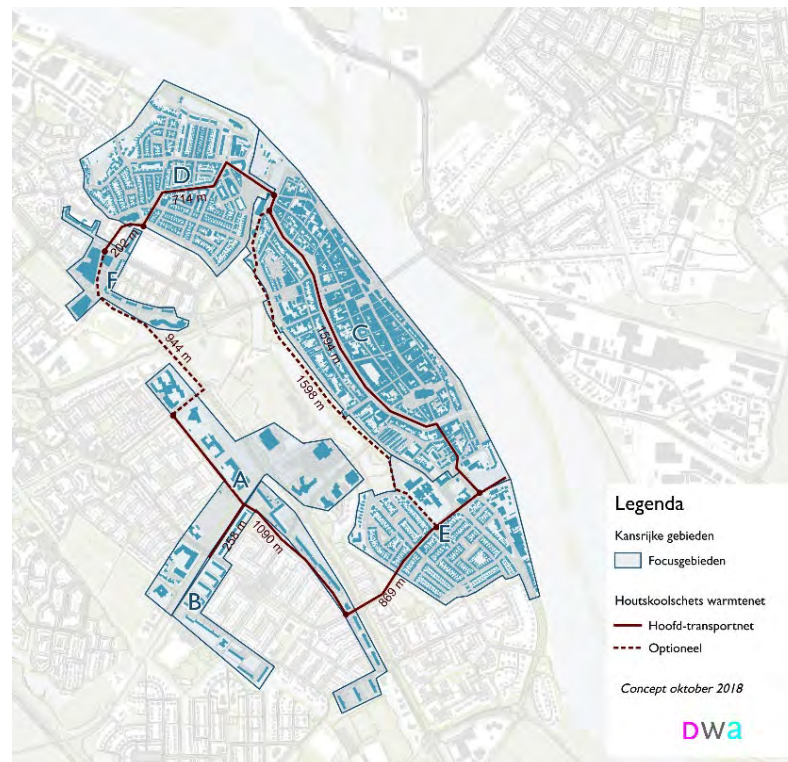 D
714 m
202 m
F
944 m
C
1594 m
1598 m
A
258 m
1090 m
B
E
869 m
Legenda
Kansrijke gebieden
Focusgebieden
Houtskoolschets warmtenet
Hoofd-transportnet
Optioneel
Concept oktober 2018
DWa